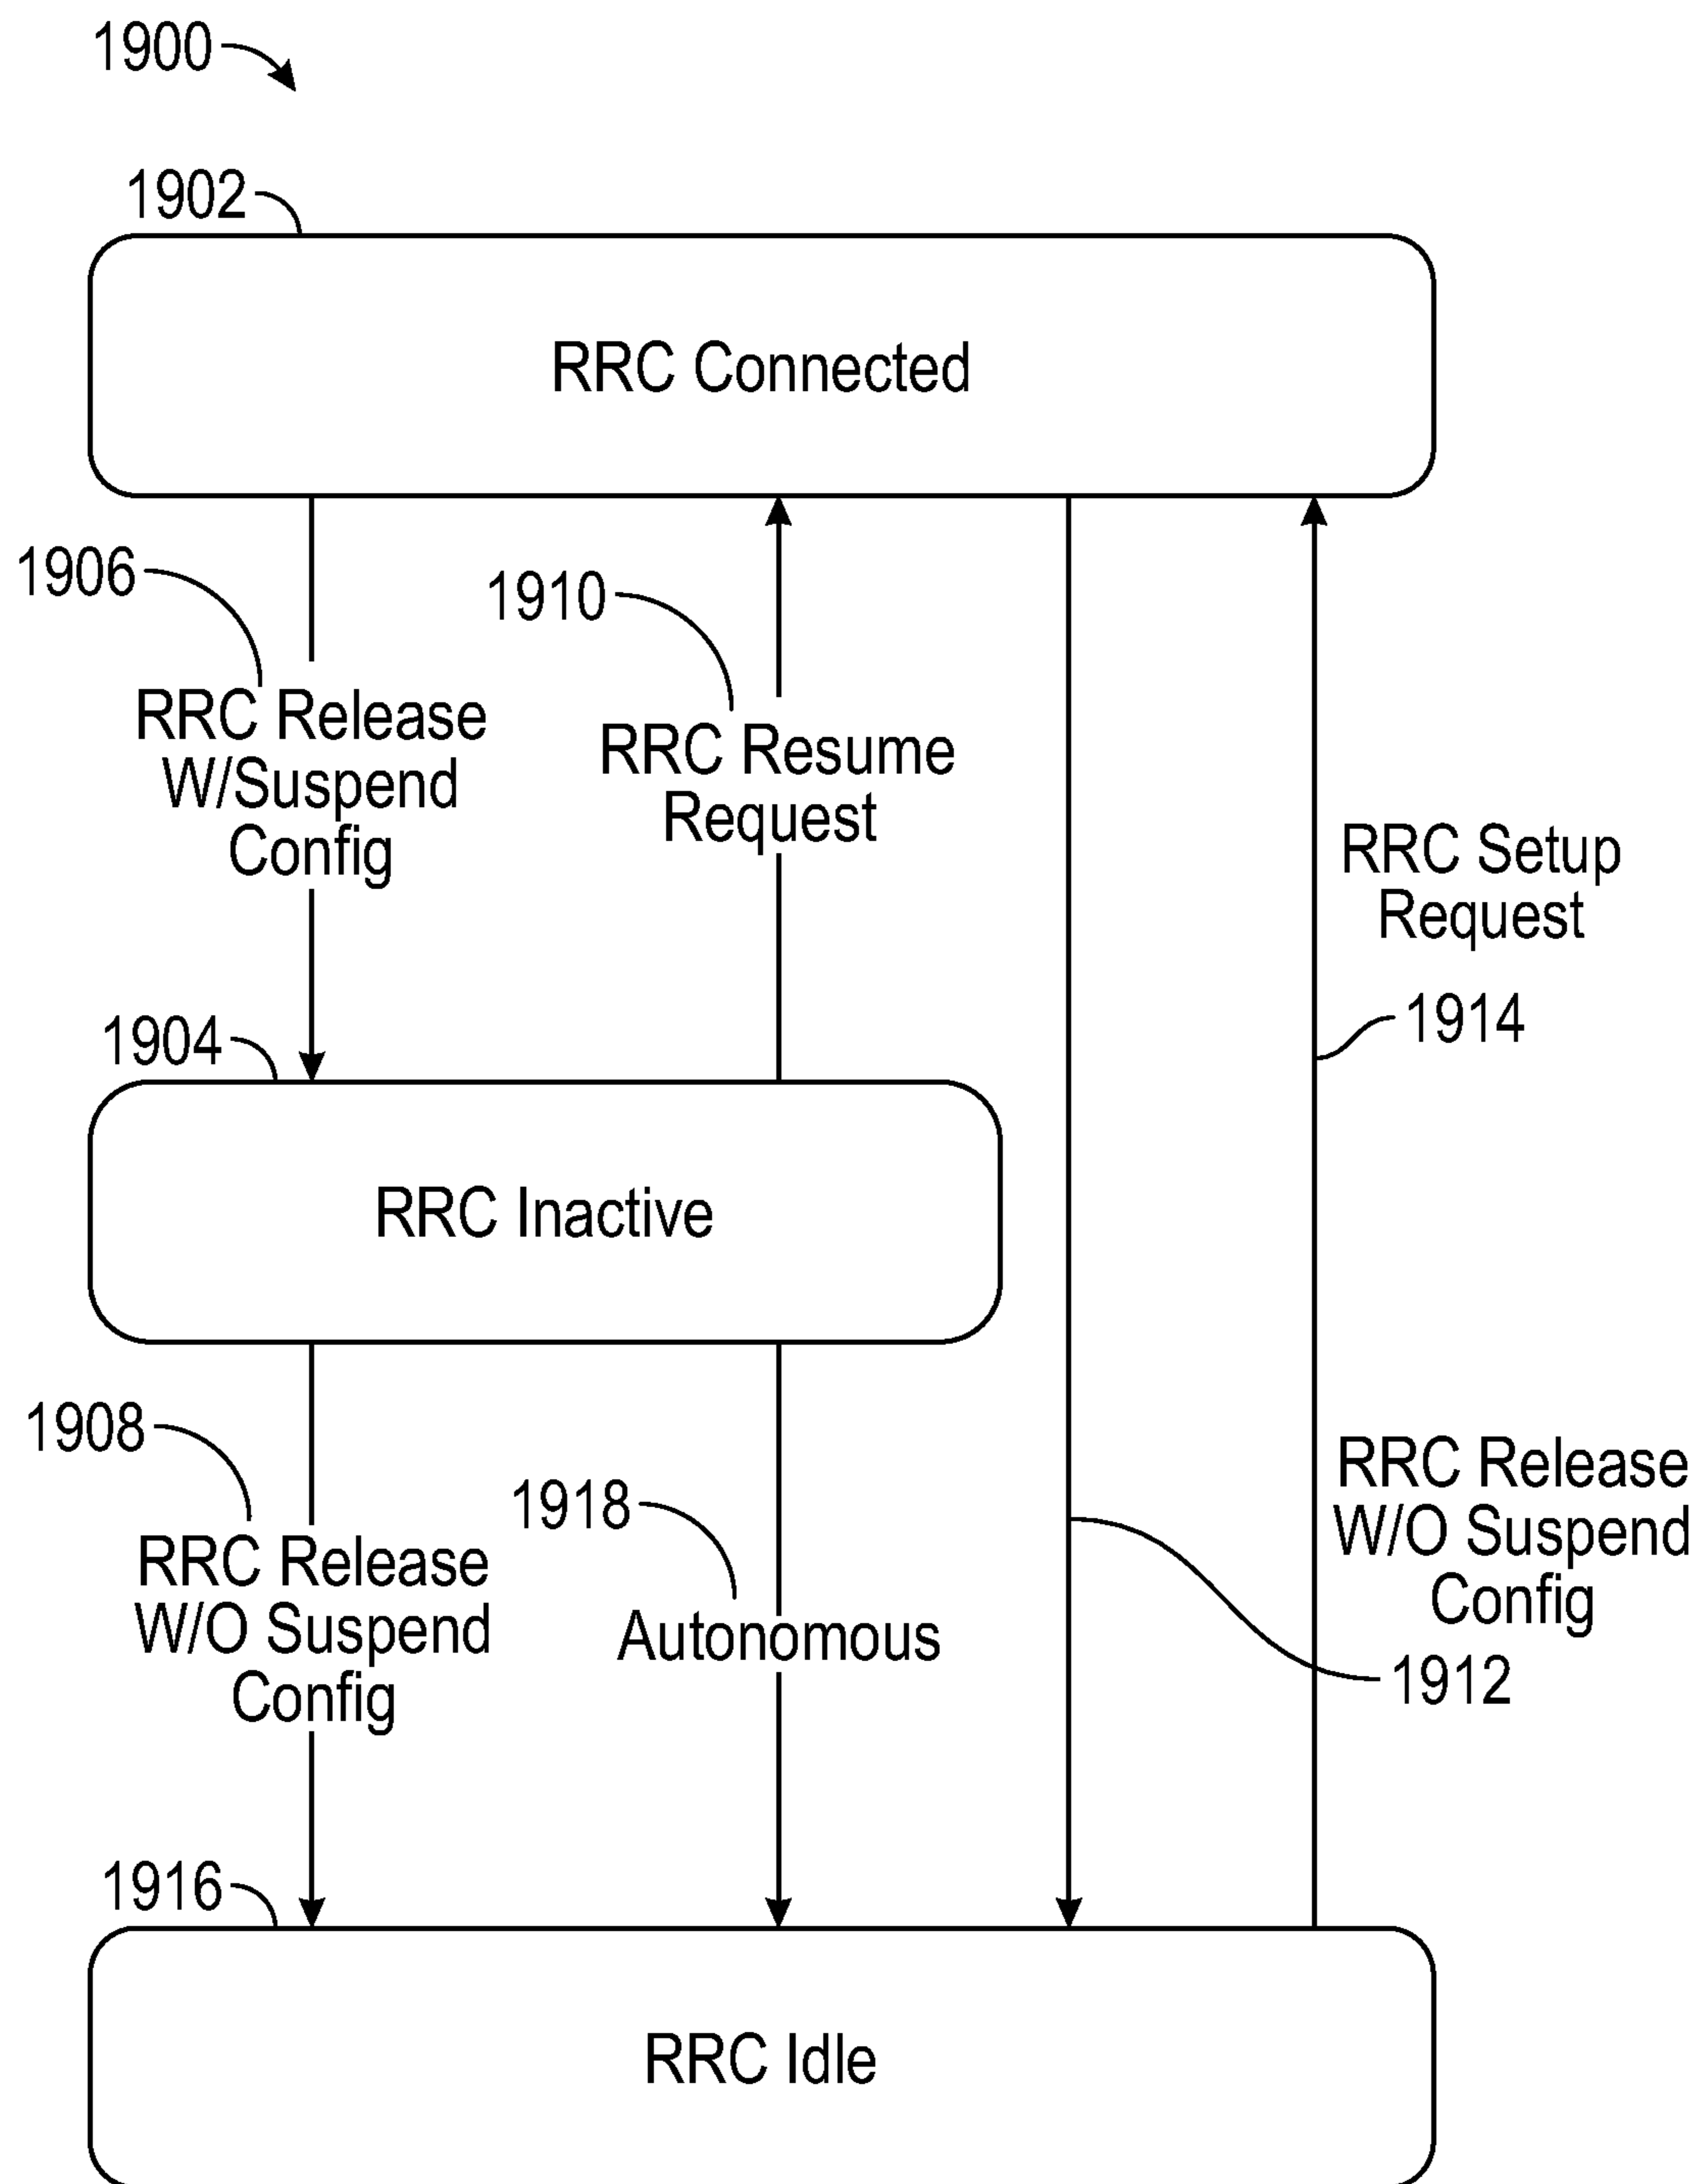 1900
1902
RRC Connected
1906
1910
RRC Release
W/Suspend
Config
RRC Resume
Request
RRC Setup
Request
1914
1904
RRC Inactive
1908
1918
RRC Release
W/O Suspend
Config
Autonomous
RRC Release
W/O Suspend
Config
1912
1916
RRC Idle